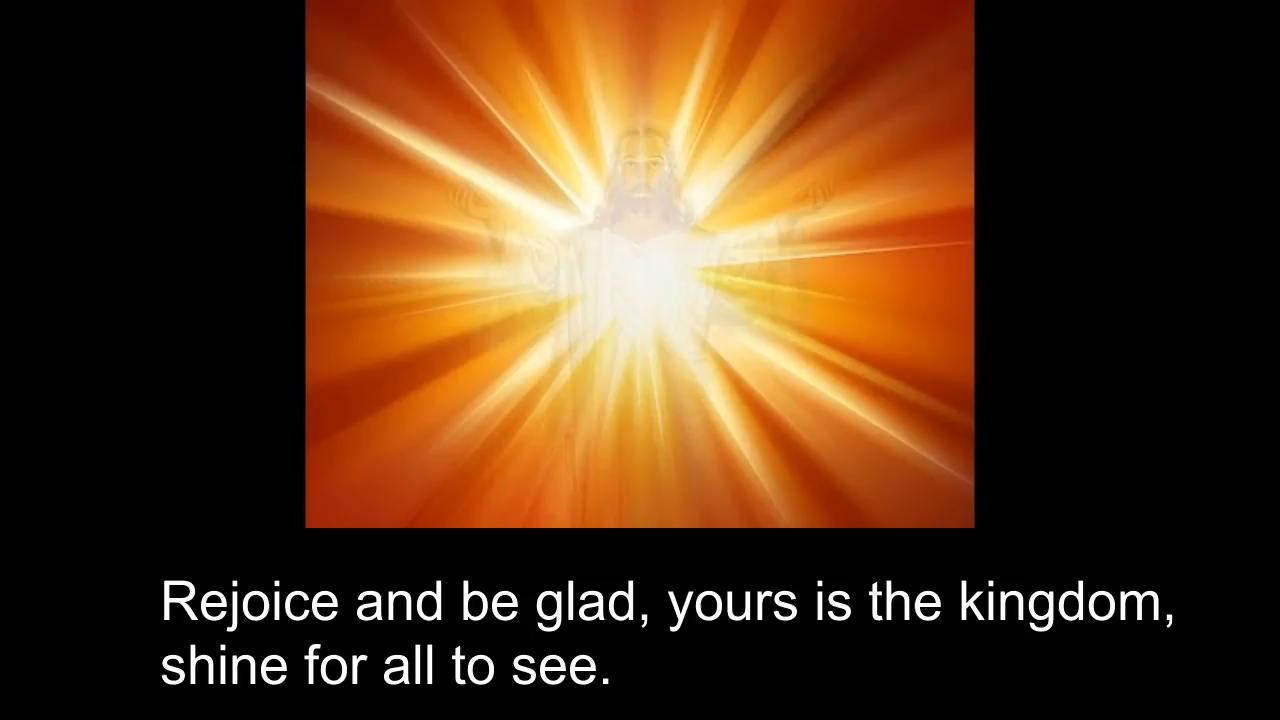 Rejoice and be glad, yours is the kingdom,
shine for all to see.